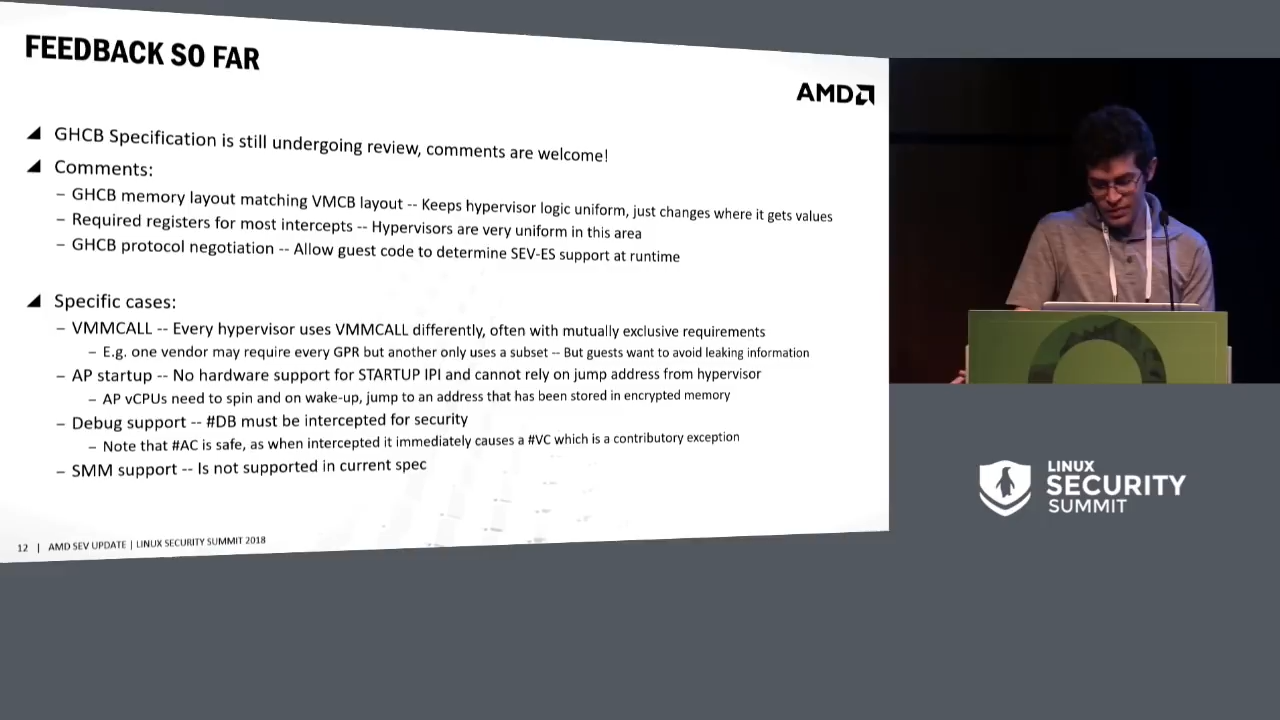 FEEDBACK SO FAR
AMD
GHCB Specification is still undergoing review, comments are welcome!
Comments:
– GHCB memory layout matching VMCB layout -- Keeps hypervisor logic uniform, just changes where it gets values
– Required registers for most intercepts -- Hypervisors are very uniform in this area
– GHCB protocol negotiation -- Allow guest code to determine SEV-ES support at runtime
Specific cases:
– VMMCALL -- Every hypervisor uses VMMCALL differently, often with mutually exclusive requirements
– E.g. one vendor may require every GPR but another only uses a subset -- But guests want to avoid leaking information
– AP startup -- No hardware support for STARTUP IPI and cannot rely on jump address from hypervisor
– AP vCPUs need to spin and on wake-up, jump to an address that has been stored in encrypted memory
– Debug support -- #DB must be intercepted for security
– Note that #AC is safe, as when intercepted it immediately causes a #VC which is a contributory exception
– SMM support -- Is not supported in current spec
12 | AMD SEV UPDATE | LINUX SECURITY SUMMIT 2018
LINUX
SECURITY
SUMMIT